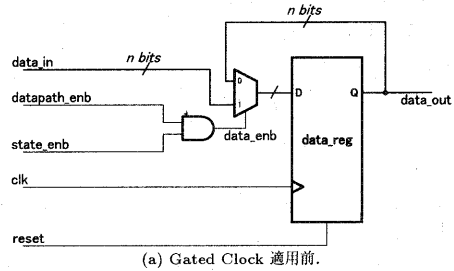 n bits
data_in
n bits
0
1
datapath_enb
D
Q
data_out
data_enb
data_reg
state_enb
clk
reset
(a) Gated Clock 適用前.